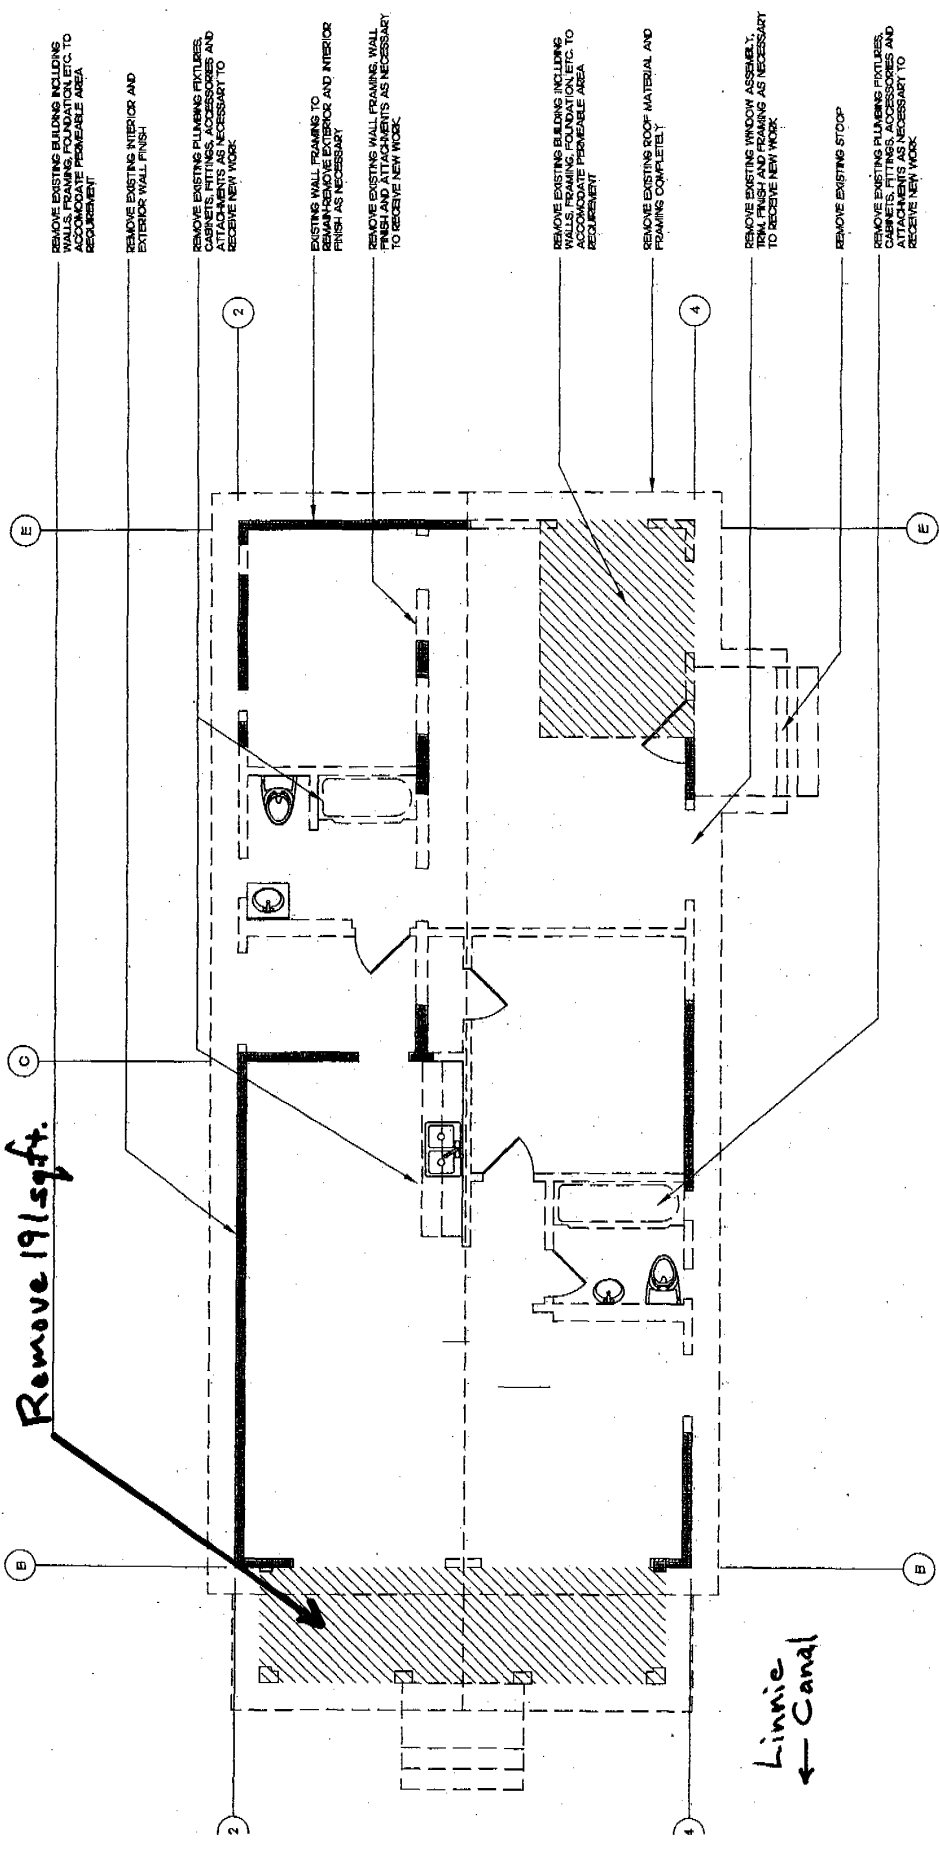 REMOVE EXISTING BUILDING INCLUDING
WALLS, FRAMING, FOUNDATION, ETC. TO
ACCOMODATE PERMEABLE AREA
REQUIREMENT
REMOVE EXISTING INTERIOR AND
EXTERIOR WALL FINISH
REMOVE EXISTING PLUMBING FIXTURES,
CABINETS, FITTINGS, ACCESSORIES AND
ATTACHMENTS AS NECESSARY TO
RECEIVE NEW WORK
EXISTING WALL FRAMING TO
REMAIN-REMOVE EXTERIOR AND INTERIOR
FINISH AS NECESSARY
REMOVE EXISTING WALL FRAMING, WALL
FINISH AND ATTACHMENTS AS NECESSARY
TO RECEIVE NEW WORK
REMOVE EXISTING BUILDING INCLUDING
WALLS, FRAMING, FOUNDATION, ETC. TO
ACCOMODATE PERMEABLE AREA
REQUIREMENT
REMOVE EXISTING ROOF MATERIAL AND
FRAMING COMPLETELY
REMOVE EXISTING WINDOW ASSEMBLY,
TRIM, FINISH AND FRAMING AS NECESSARY
TO RECEIVE NEW WORK
REMOVE EXISTING STOOP
REMOVE EXISTING PLUMBING FIXTURES,
CABINETS, FITTINGS, ACCESSORIES AND
ATTACHMENTS AS NECESSARY TO
RECEIVE NEW WORK
2
4
E
E
C
Remove 191 sqft.
B
B
Linnie
← Canal
2
4